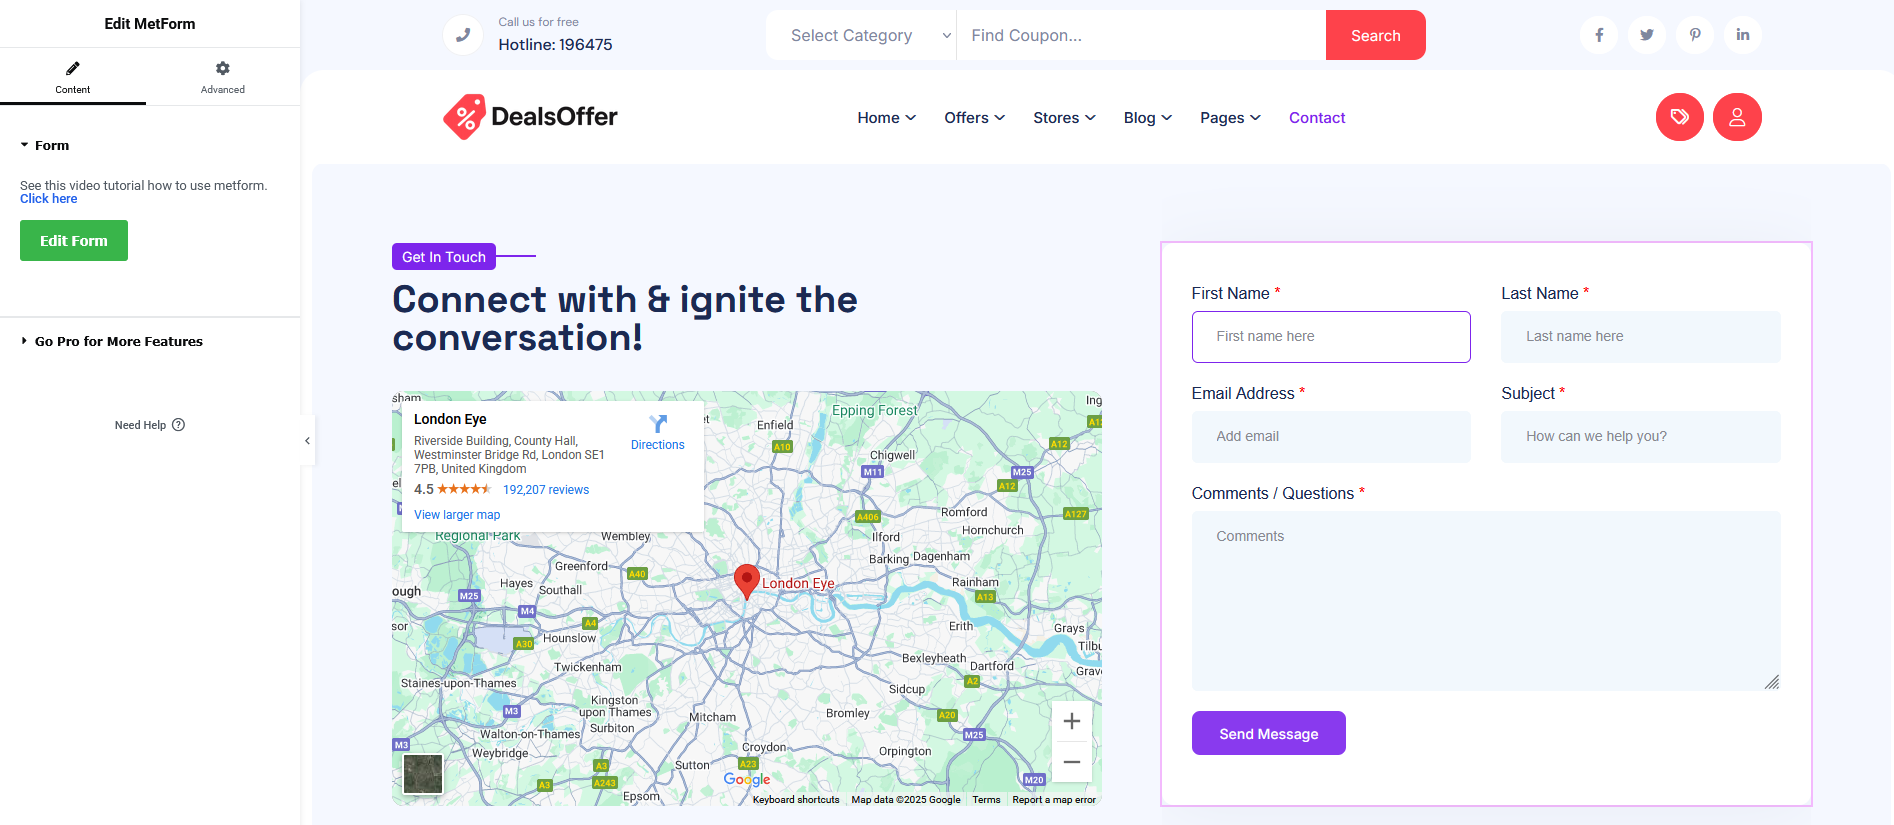 Edit MetForm
Content
Advanced
Form
See this video tutorial how to use metform.
Click here
Edit Form
Go Pro for More Features
Need Help
Call us for free
Hotline: 196475
Select Category
Find Coupon...
Search
DealsOffer
Home
Offers
Stores
Blog
Pages
Contact
Get In Touch
Connect with & ignite the
conversation!
London Eye
Riverside Building, County Hall,
Westminster Bridge Rd, London SE1
7PB, United Kingdom
4.5
192,207 reviews
View larger map
Directions
Epping Forest
Enfield
A10
Chigwell
M11
A12
M25
A12
A406
Romford
A127
Hornchurch
Ilford
Regional Park
Wembley
Barking
Dagenham
Greenford
A40
Hayes
Southall
London Eye
Rainham
A13
ough
M25
M4
A4
Erith
Grays
Hounslow
A30
Tilbu
Bexleyheath
Dartford
Grav
Twickenham
Staines-upon-Thames
A2
Sidcup
Kingston
upon Thames
M3
Mitcham
Bromley
A20
Surbiton
Walton-on-Thames
M25
M3
Weybridge
Croydon
Orpington
Sutton
A23
A3
Google
M20
A3
A243
Epsom
Keyboard shortcuts
Map data ©2025 Google
Terms
Report a map error
First Name *
First name here
Last Name *
Last name here
Email Address *
Add email
Subject *
How can we help you?
Comments / Questions *
Comments
Send Message